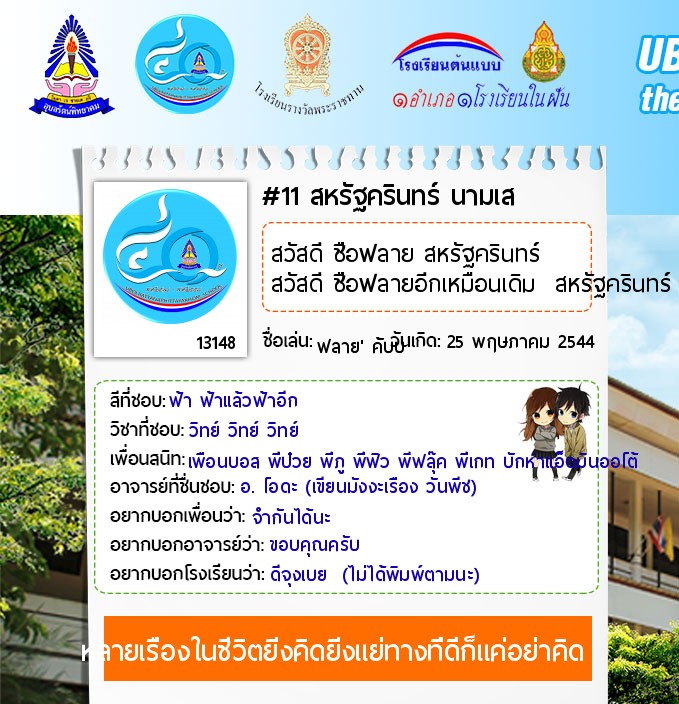 อุบลรัตน์พิทยาคม
โรงเรียนรางวัลพระราชทาน
โรงเรียนต้นแบบ
๑อำเภอ๑โรงเรียนในฝัน
UB
the
#11 สหรัฐครินทร์ นามเส
สวัสดี ชื่อฟลาย สหรัฐครินทร์
สวัสดี ชื่อฟลายอีกเหมือนเดิม สหรัฐครินทร์
13148
ชื่อเล่น: ฟลาย' คับบ วันเกิด: 25 พฤษภาคม 2544
สีที่ชอบ: ฟ้า ฟ้าแล้วฟ้าอีก
วิชาที่ชอบ: วิทย์ วิทย์ วิทย์
เพื่อนสนิท: เพื่อนบอส พี่ป๋วย พี่ภู พี่ฟิว พี่ฟลุ๊ค พี่เกท บักหาแอ็งมันออโต้
อาจารย์ที่ชื่นชอบ: อ. โอดะ (เขียนมังงะเรื่อง วันพีช)
อยากบอกเพื่อนว่า: จำกันได้นะ
อยากบอกอาจารย์ว่า: ขอบคุณครับ
อยากบอกโรงเรียนว่า: ดีจุงเบย (ไม่ได้พิมพ์ตามนะ)
หลายเรื่องในชีวิตยิ่งคิดยิ่งแย่ทางที่ดีก็แค่อย่าคิด